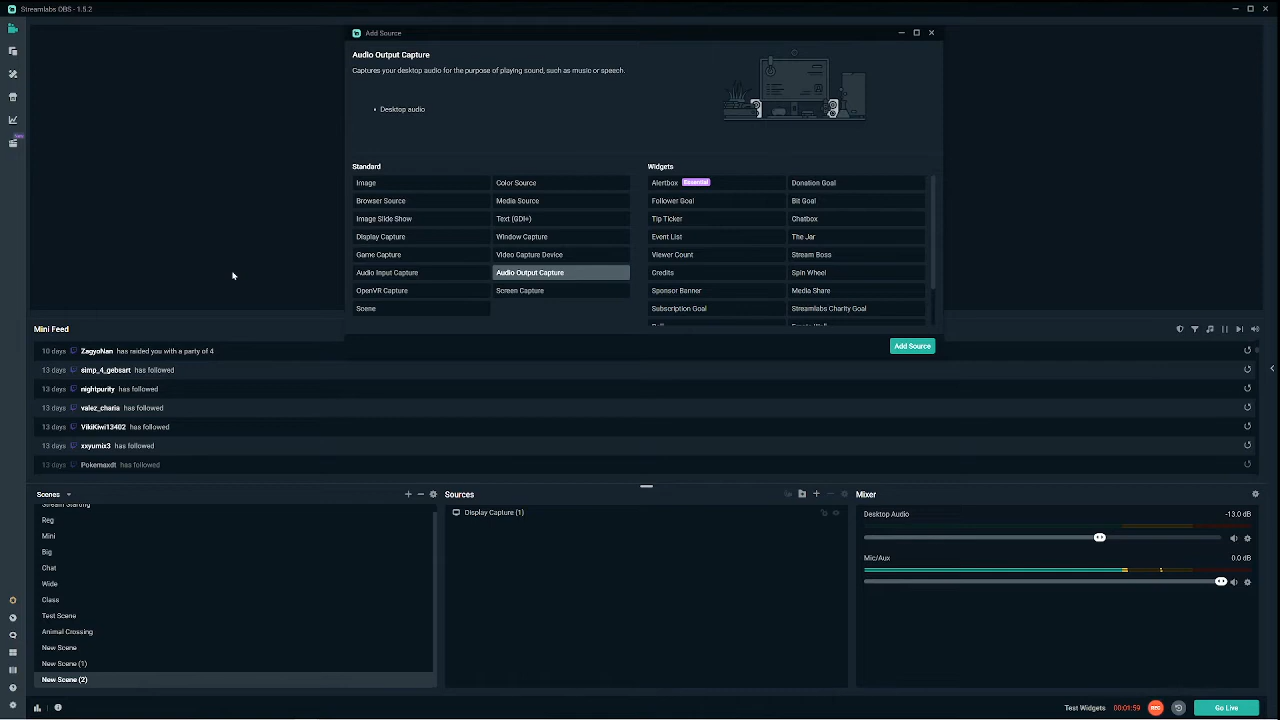 Streamlabs OBS - 1.5.2
Add Source
Audio Output Capture
Captures your desktop audio for the purpose of playing sound, such as music or speech.
• Desktop audio
Standard
Image
Color Source
Browser Source
Media Source
Image Slide Show
Text (GDI+)
Display Capture
Window Capture
Game Capture
Video Capture Device
Audio Input Capture
Audio Output Capture
OpenVR Capture
Screen Capture
Scene
Widgets
Alertbox Essential
Donation Goal
Follower Goal
Bit Goal
Tip Ticker
Chatbox
Event List
The Jar
Viewer Count
Stream Boss
Credits
Spin Wheel
Sponsor Banner
Media Share
Subscription Goal
Streamlabs Charity Goal
Add Source
New
Mini Feed
10 days ZagyoNan has raided you with a party of 4
13 days simp_4_gebsart has followed
13 days nightpurity has followed
13 days valez_charia has followed
13 days VikiKiwi13402 has followed
13 days xxyumix3 has followed
13 days Pokemaxdt has followed
Scenes
Stream Starting
Reg
Mini
Big
Chat
Wide
Class
Test Scene
Animal Crossing
New Scene
New Scene (1)
New Scene (2)
Sources
Display Capture (1)
Mixer
Desktop Audio -13.0 dB
Mic/Aux 0.0 dB
Test Widgets 00:01:59 REC Go Live